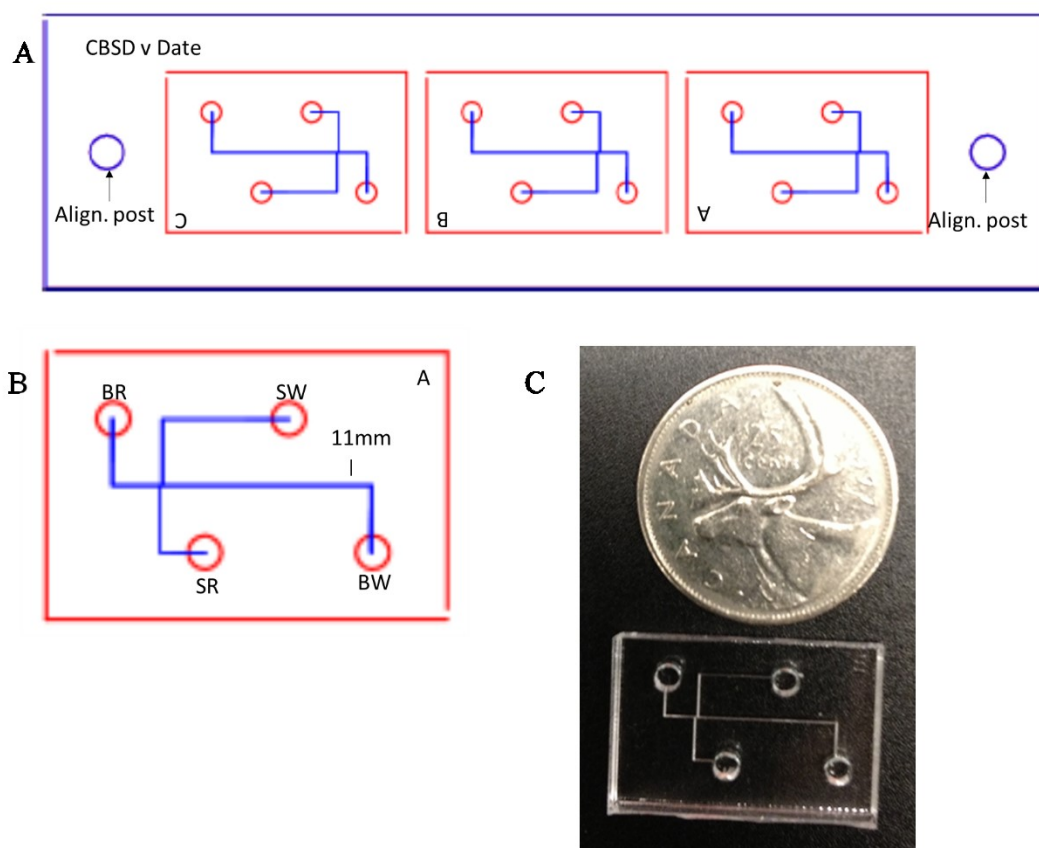 A
CBSD v Date
Align. post
C
B
A
Align. post
B
A
BR
SW
11mm
SR
BW
C
CANADA
25
cents